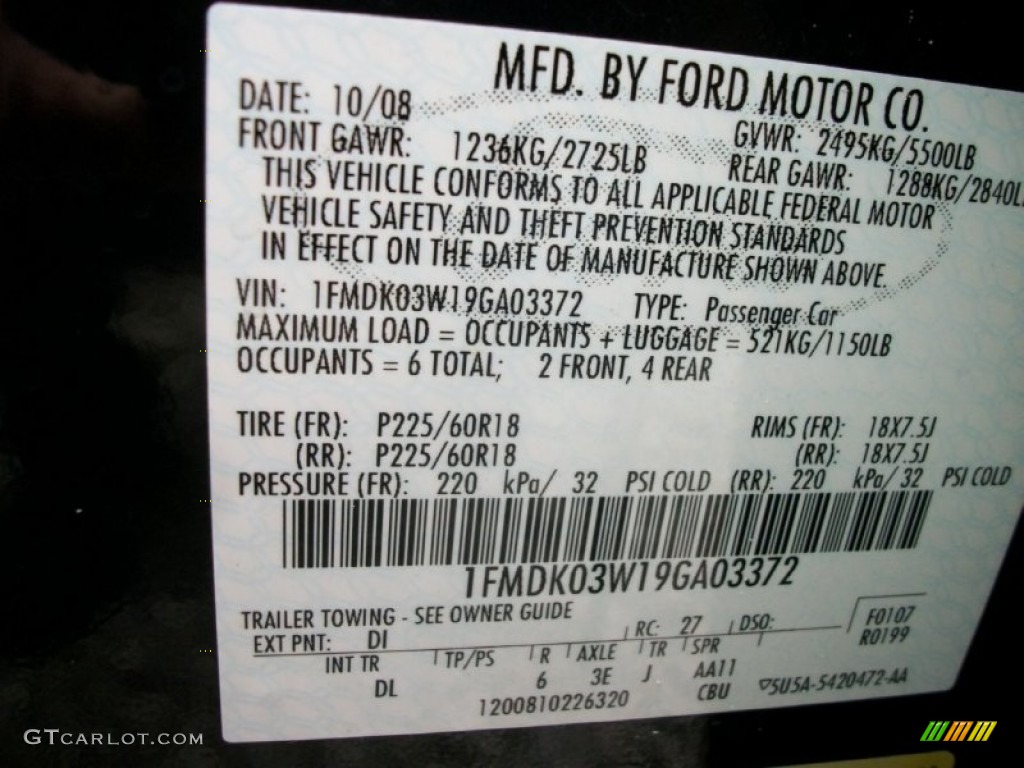 MFD. BY FORD MOTOR CO.
DATE: 10/08 GVWR: 2495KG/5500LB
FRONT GAWR: 1236KG/2725LB REAR GAWR: 1288KG/2840L
THIS VEHICLE CONFORMS TO ALL APPLICABLE FEDERAL MOTOR
VEHICLE SAFETY AND THEFT PREVENTION STANDARDS
IN EFFECT ON THE DATE OF MANUFACTURE SHOWN ABOVE.
VIN: 1FMDK03W19GA03372 TYPE: Passenger Car
MAXIMUM LOAD = OCCUPANTS + LUGGAGE = 521KG/1150LB
OCCUPANTS = 6 TOTAL; 2 FRONT, 4 REAR
TIRE (FR): P225/60R18 RIMS (FR): 18X7.5J
(RR): P225/60R18 (RR): 18X7.5J
PRESSURE (FR): 220 kPa/ 32 PSI COLD (RR): 220 kPa/ 32 PSI COLD
1FMDK03W19GA03372
TRAILER TOWING - SEE OWNER GUIDE F0107
EXT PNT: DI RC: 27 DSO: R0199
INT TR TP/PS R AXLE TR SPR
DL 6 3E J AA11
1200810226320 CBU ▽5U5A-5420472-AA
GTCARLOT.COM